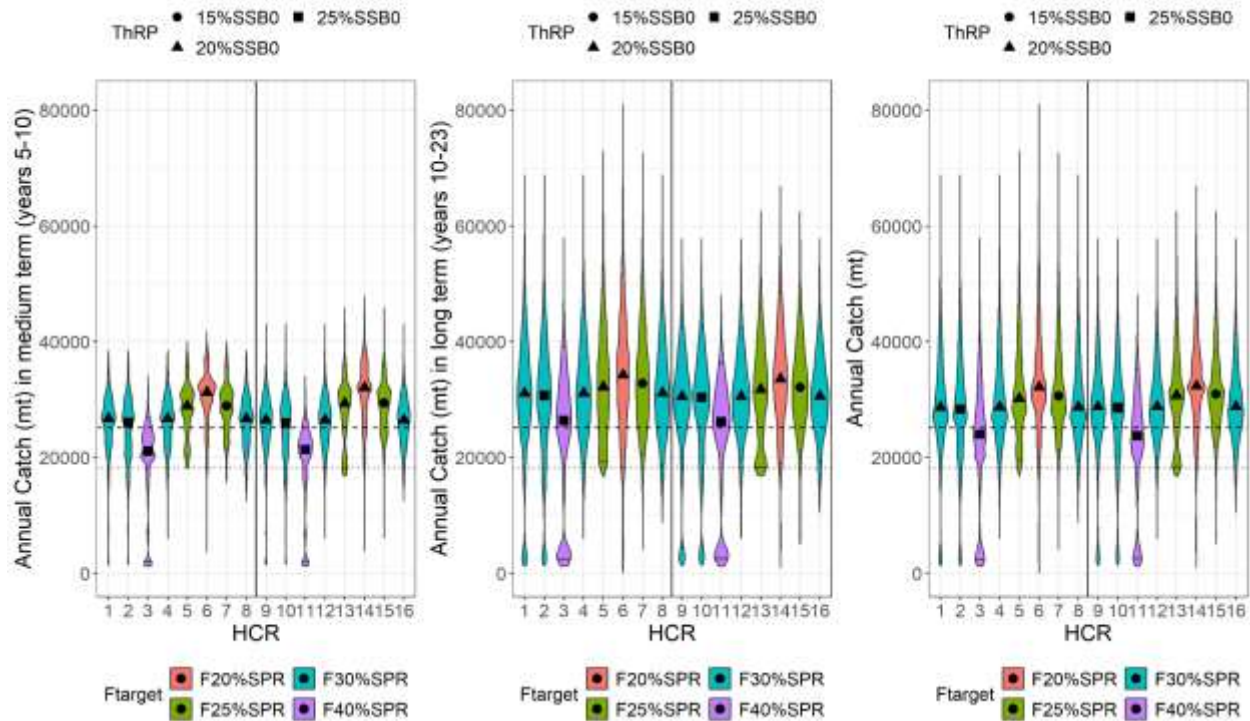 ThRP ● 15%SSB0 ■ 25%SSB0
▲ 20%SSB0
Annual Catch (mt) in medium term (years 5-10)
80000
60000
40000
20000
0
1 2 3 4 5 6 7 8 9 10 11 12 13 14 15 16
HCR
Ftarget F20%SPR F30%SPR
F25%SPR F40%SPR
ThRP ● 15%SSB0 ■ 25%SSB0
▲ 20%SSB0
Annual Catch (mt) in long term (years 10-23)
80000
60000
40000
20000
0
1 2 3 4 5 6 7 8 9 10 11 12 13 14 15 16
HCR
Ftarget F20%SPR F30%SPR
F25%SPR F40%SPR
ThRP ● 15%SSB0 ■ 25%SSB0
▲ 20%SSB0
Annual Catch (mt)
80000
60000
40000
20000
0
1 2 3 4 5 6 7 8 9 10 11 12 13 14 15 16
HCR
Ftarget F20%SPR F30%SPR
F25%SPR F40%SPR